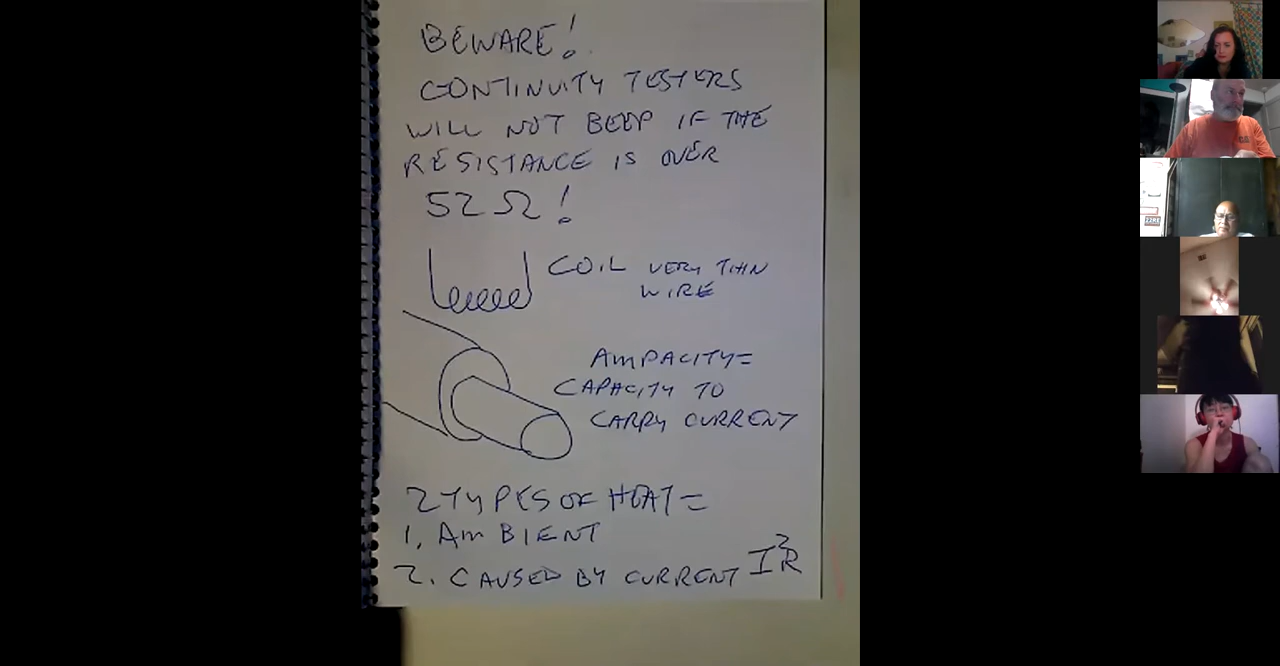 BEWARE!
CONTINUITY TESTERS
WILL NOT BEEP IF THE
RESISTANCE IS OVER
52 Ω!
COIL VERY THIN
WIRE
AMPACITY=
CAPACITY TO
CARRY CURRENT
2 TYPES OF HEAT=
1. AMBIENT
2. CAUSED BY CURRENT I²R